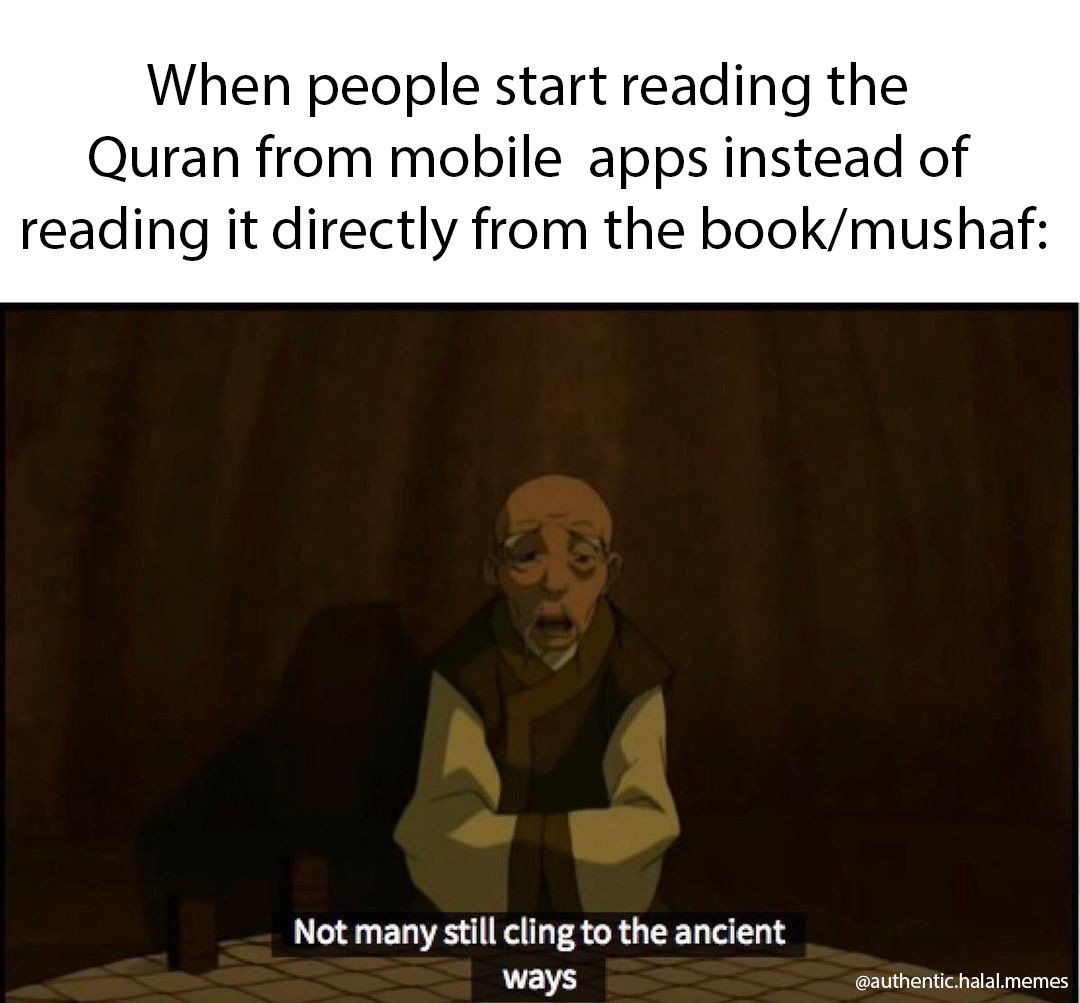 When people start reading the
Quran from mobile  apps instead of
reading it directly from the book/mushaf:
Not many still cling to the ancient
ways
@authentic.halal.memes